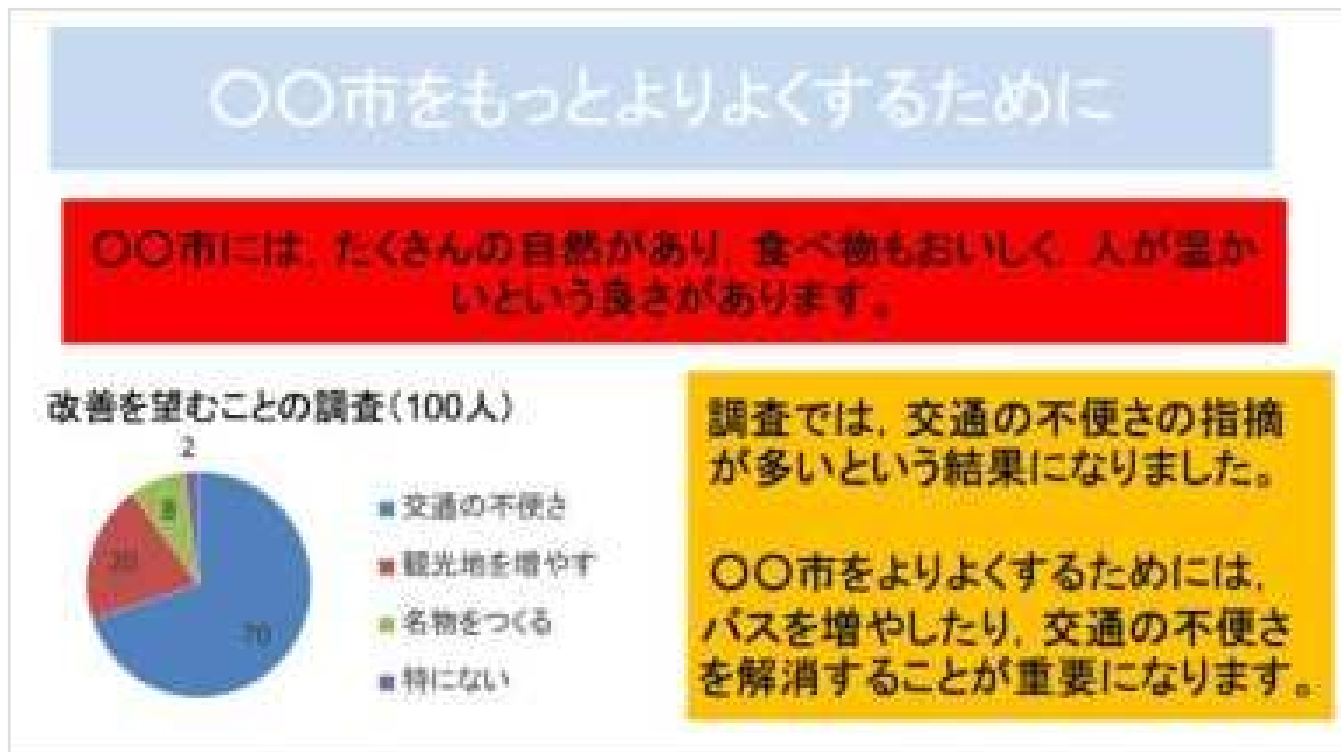 〇〇市をもっとよりよくするために
〇〇市には，たくさんの自然があり，食べ物もおいしく，人が温か
いという良さがあります。
改善を望むことの調査（100人）
2
8
20
70
交通の不便さ
観光地を増やす
名物をつくる
特にない
調査では，交通の不便さの指摘
が多いという結果になりました。
〇〇市をよりよくするためには，
バスを増やしたり，交通の不便さ
を解消することが重要になります。